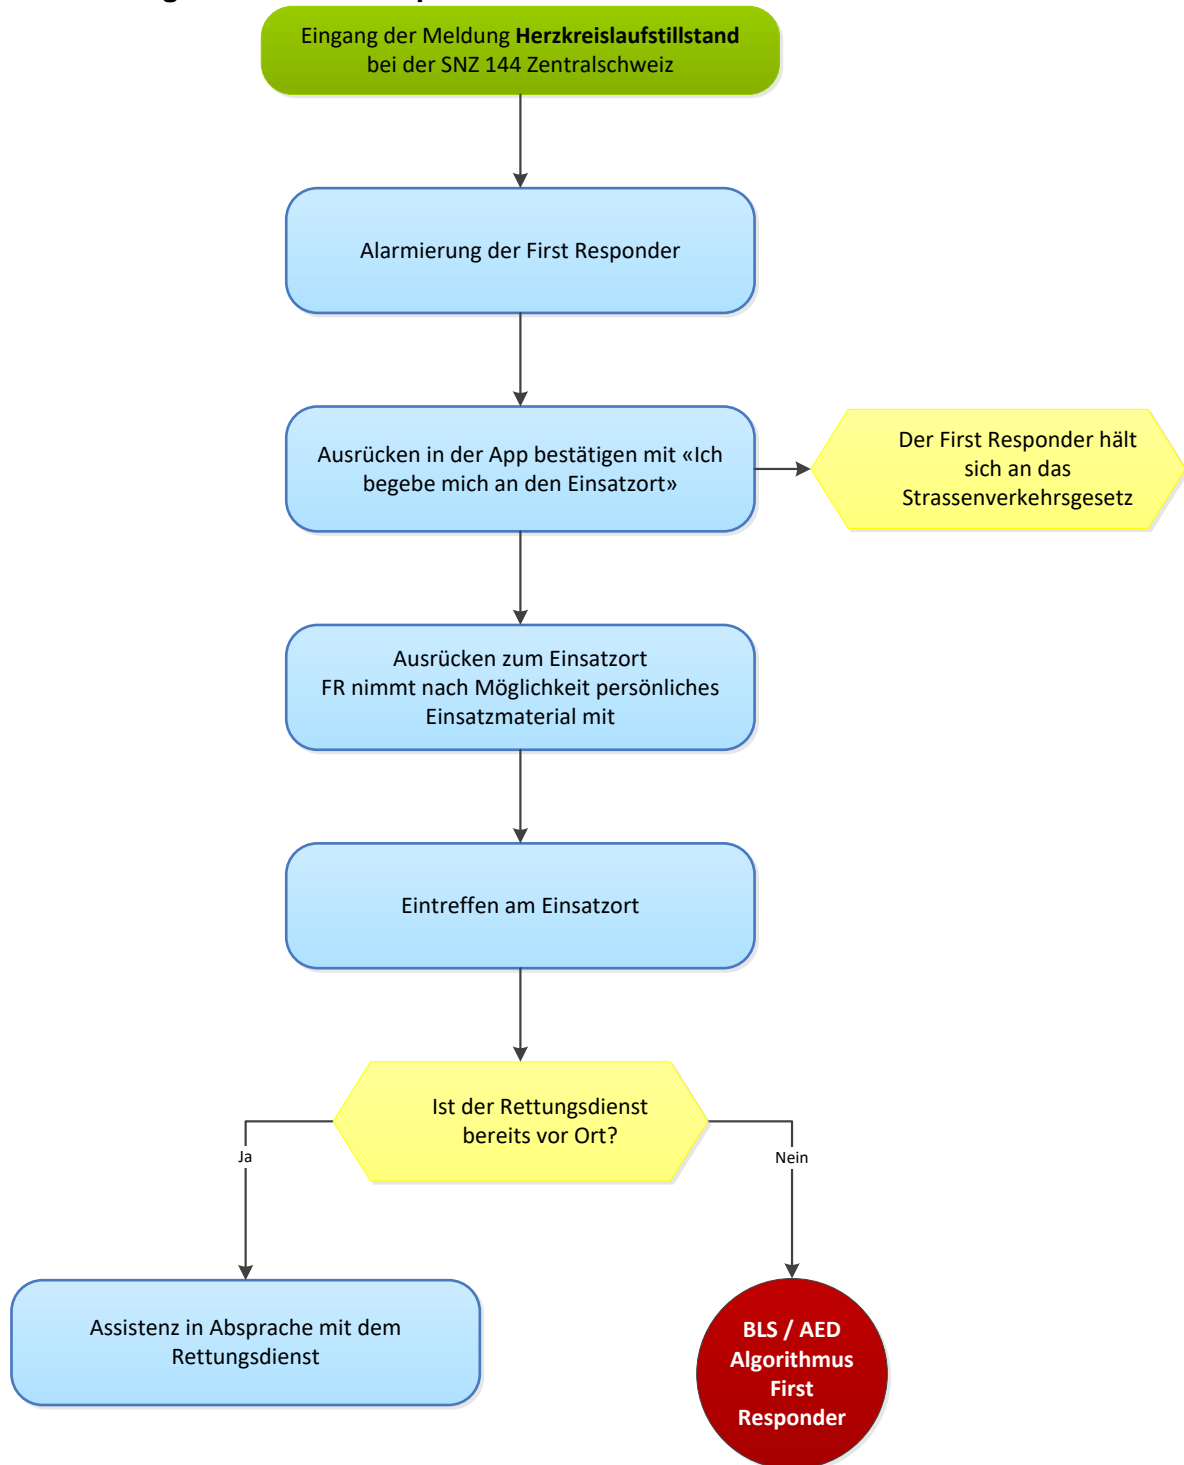 Eingang der Meldung Herzkreislaufstillstand
bei der SNZ 144 Zentralschweiz
Alarmierung der First Responder
Ausrücken in der App bestätigen mit «Ich
begebe mich an den Einsatzort»
Der First Responder hält
sich an das
Strassenverkehrsgesetz
Ausrücken zum Einsatzort
FR nimmt nach Möglichkeit persönliches
Einsatzmaterial mit
Eintreffen am Einsatzort
Ist der Rettungsdienst
bereits vor Ort?
Ja
Nein
Assistenz in Absprache mit dem
Rettungsdienst
BLS / AED
Algorithmus
First
Responder